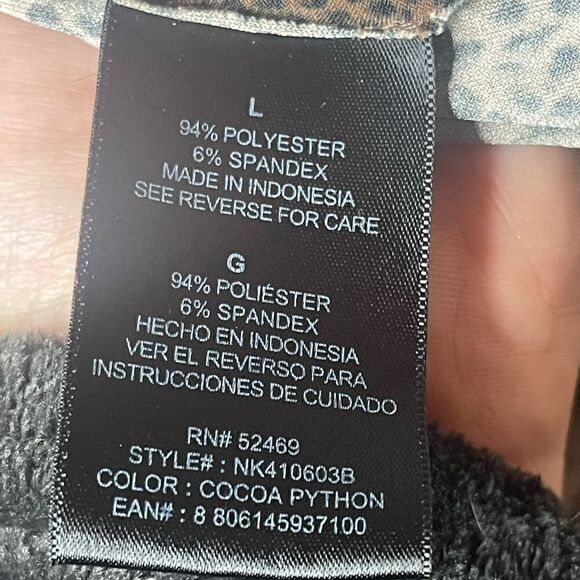 L
94% POLYESTER
6% SPANDEX
MADE IN INDONESIA
SEE REVERSE FOR CARE
G
94% POLIÉSTER
6% SPANDEX
HECHO EN INDONESIA
VER EL REVERSO PARA
INSTRUCCIONES DE CUIDADO
RN# 52469
STYLE# : NK410603B
COLOR : COCOA PYTHON
EAN# : 8 806145937100